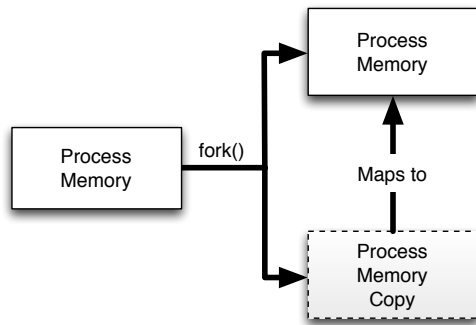 Process
Memory
fork()
Process
Memory
Maps to
Process
Memory
Copy